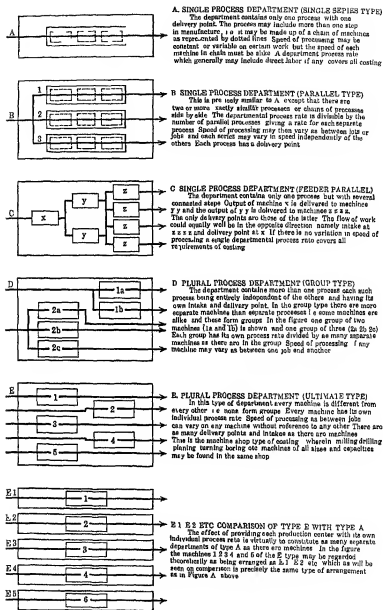 A. SINGLE PROCESS DEPARTMENT (SINGLE SERIES TYPE)
The department contains only one process with one
delivery point. The process may include more than one step
in manufacture, i e it may be made up of a chain of machines
as represented by dotted lines Speed of processing may be
constant or variable on certain work but the speed of each
machine in chain must be alike A department process rate
which generally may include direct labor if any covers all costing
A
B SINGLE PROCESS DEPARTMENT (PARALLEL TYPE)
This is precisely similar to A except that there are
two or more exactly similar processes or chains of processes
side by side The departmental process rate is divisible by the
number of parallel processes giving a rate for each separate
process Speed of processing may then vary as between lots or
jobs and each series may vary in speed independently of the
others Each process has a delivery point
B
1
2
3
C SINGLE PROCESS DEPARTMENT (FEEDER PARALLEL)
The department contains only one process but with several
connected steps Output of machine x is delivered to machines
y y and the output of y y is delivered to machines z z z z.
The only delivery points are those of the latter The flow of work
could equally well be in the opposite direction namely intake at
z z z z and delivery point at x If there is no variation in speed of
processing a single departmental process rate covers all
requirements of costing
C
x
y
y
z
z
z
z
D PLURAL PROCESS DEPARTMENT (GROUP TYPE)
The department contains more than one process each such
process being entirely independent of the others and having its
own intake and delivery point. In the group type there are more
separate machines than separate processes i e some machines are
alike and these form groups In the figure one group of two
machines (1a and 1b) is shown and one group of three (2a 2b 2c)
Each group has its own process rate divided by as many separate
machines as there are in the group Speed of processing if any
machine may vary as between one job and another
D
1a
1b
2a
2b
2c
E. PLURAL PROCESS DEPARTMENT (ULTIMATE TYPE)
In this type of department every machine is different from
every other i e none form groups Every machine has its own
individual process rate Speed of processing as between jobs
can vary on any machine without reference to any other There are
as many delivery points and intakes as there are machines
This is the machine shop type of costing wherein milling drilling
planing turning boring etc machines of all sizes and capacities
may be found in the same shop
E
1
2
3
4
5
E 1 E 2 ETC COMPARISON OF TYPE E WITH TYPE A
The effect of providing each production center with its own
individual process rate is virtually to constitute as many separate
departments of type A as there are machines In the figure
the machines 1 2 3 4 and 5 of the E type may be regarded
theoretically as being arranged as E 1 E 2 etc which as will be
seen on comparison is precisely the same type of arrangement
as in Figure A above
E1
1
E2
2
E3
3
E4
4
E5